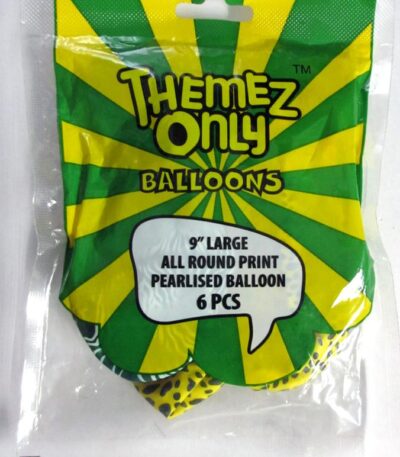 THEMEZ
ONLY
TM
BALLOONS
9" LARGE
ALL ROUND PRINT
PEARLISED BALLOON
6 PCS